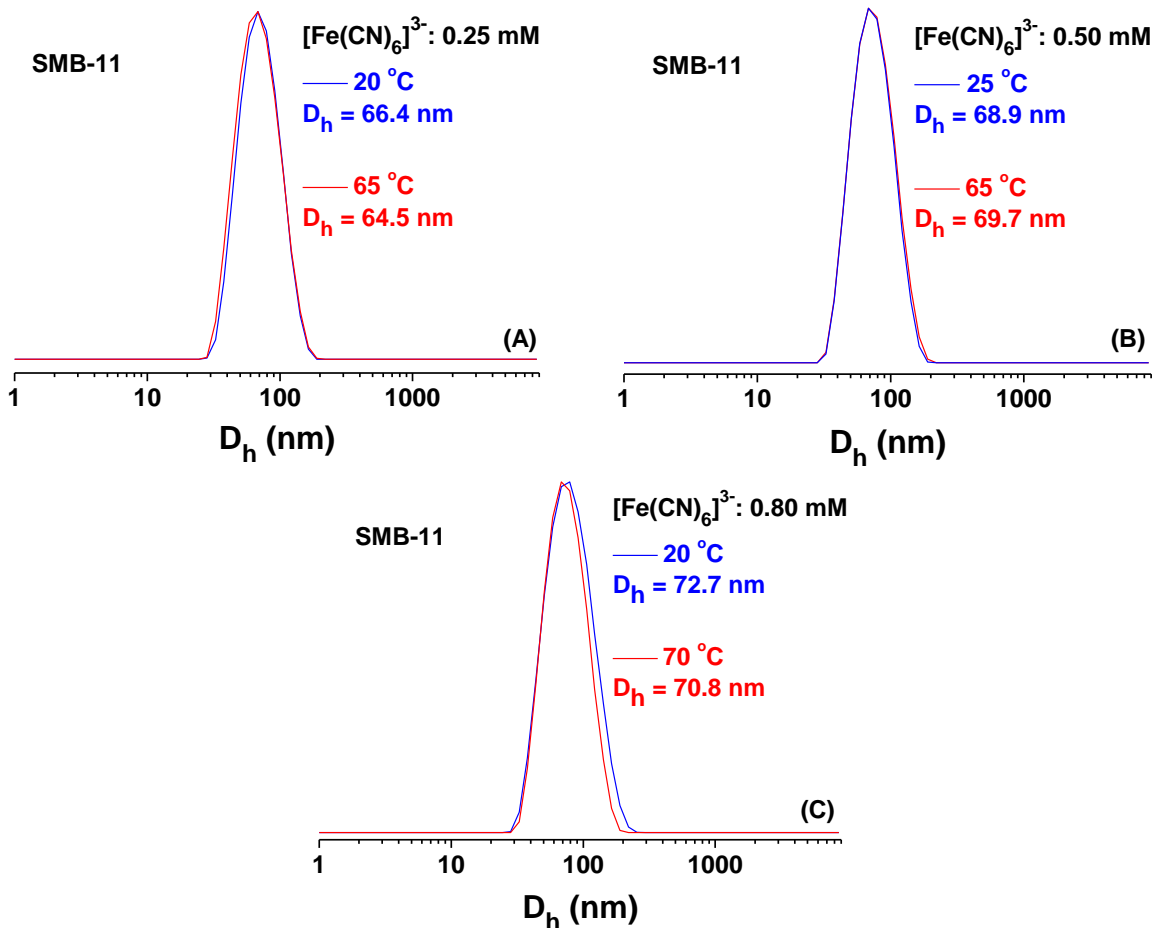 SMB-11
[Fe(CN)6]3-: 0.25 mM
20 °C
Dh = 66.4 nm
65 °C
Dh = 64.5 nm
(A)
1 10 100 1000
Dh (nm)
SMB-11
[Fe(CN)6]3-: 0.50 mM
25 °C
Dh = 68.9 nm
65 °C
Dh = 69.7 nm
(B)
1 10 100 1000
Dh (nm)
SMB-11
[Fe(CN)6]3-: 0.80 mM
20 °C
Dh = 72.7 nm
70 °C
Dh = 70.8 nm
(C)
1 10 100 1000
Dh (nm)